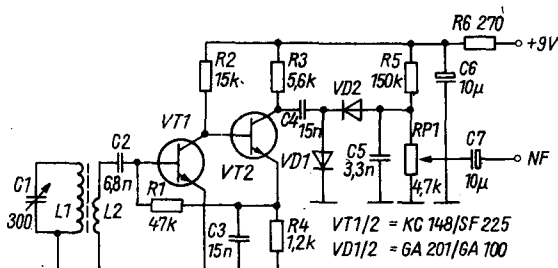 R6 270
+9V
R2
15k
R3
5,6k
R5
150k
C6
10µ
VD2
C4
15n
VT1
VT2
C2
6,8n
VD1
C5
3,3n
RP1
4,7k
C7
10µ
NF
C1
300
L1
L2
R1
47k
C3
15n
R4
1,2k
VT1/2 = KC 148/SF 225
VD1/2 = GA 201/GA 100